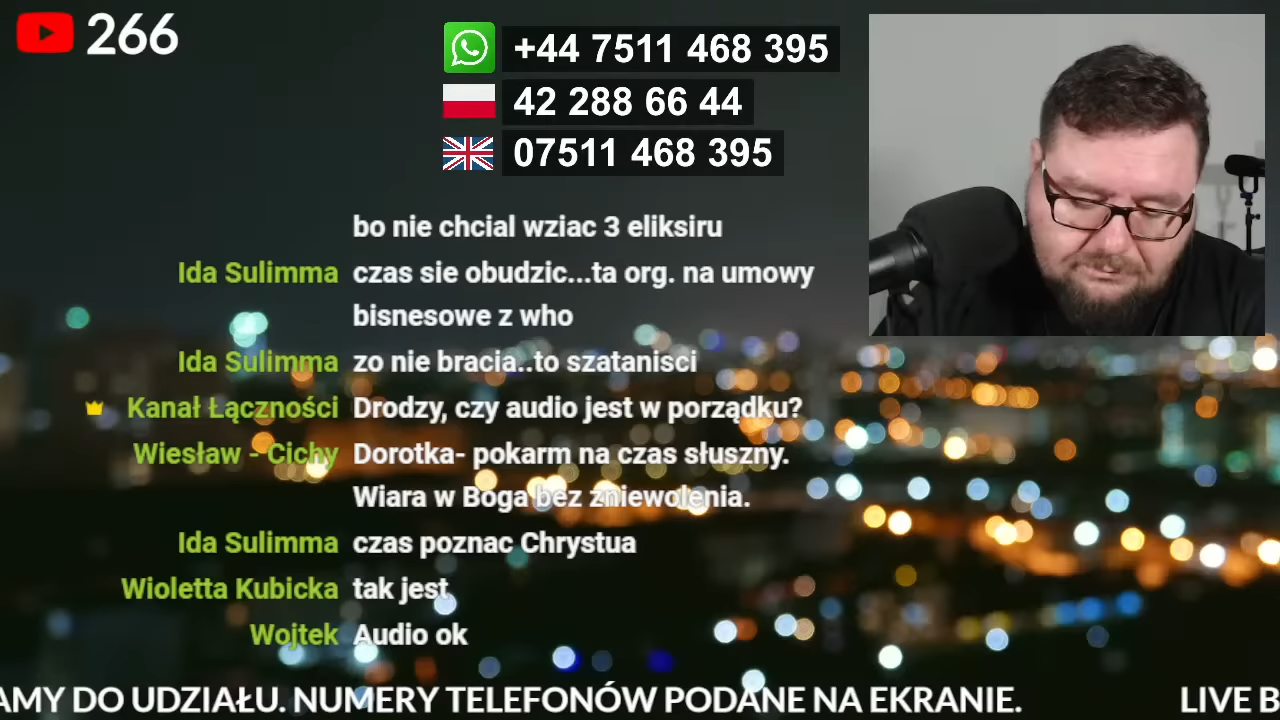 266
+44 7511 468 395
42 288 66 44
07511 468 395
bo nie chcial wziac 3 eliksiru
Ida Sulimma czas sie obudzic...ta org. na umowy
bisnesowe z who
Ida Sulimma zo nie bracia..to szatanisci
Kanał Łączności Drodzy, czy audio jest w porządku?
Wiesław - Cichy Dorotka- pokarm na czas słuszny.
Wiara w Boga bez zniewolenia.
Ida Sulimma czas poznac Chrystua
Wioletta Kubicka tak jest
Wojtek Audio ok
AMY DO UDZIAŁU. NUMERY TELEFONÓW PODANE NA EKRANIE. LIVE B